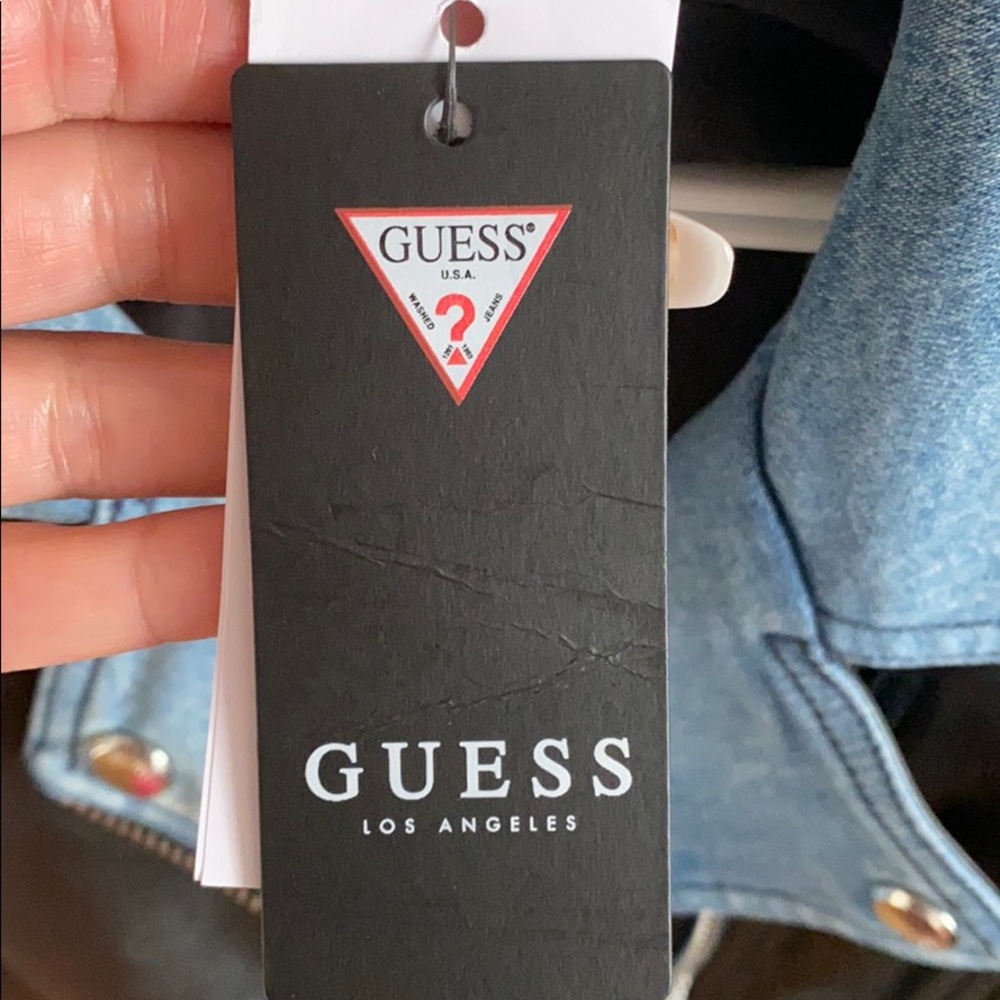 GUESS®
U.S.A.
WASHED
JEANS
?
GUESS
LOS ANGELES